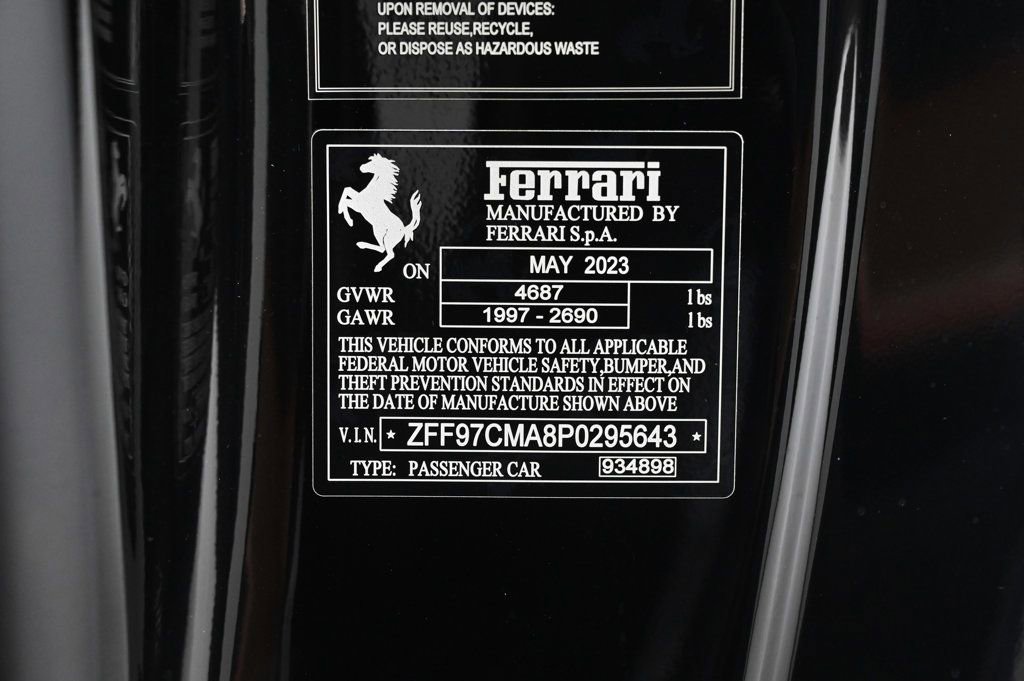 UPON REMOVAL OF DEVICES:
PLEASE REUSE,RECYCLE,
OR DISPOSE AS HAZARDOUS WASTE
Ferrari
MANUFACTURED BY
FERRARI S.p.A.
ON MAY 2023
GVWR 4687 lbs
GAWR 1997 - 2690 lbs
THIS VEHICLE CONFORMS TO ALL APPLICABLE
FEDERAL MOTOR VEHICLE SAFETY,BUMPER,AND
THEFT PREVENTION STANDARDS IN EFFECT ON
THE DATE OF MANUFACTURE SHOWN ABOVE
V.I.N. * ZFF97CMA8P0295643 *
TYPE: PASSENGER CAR 934898